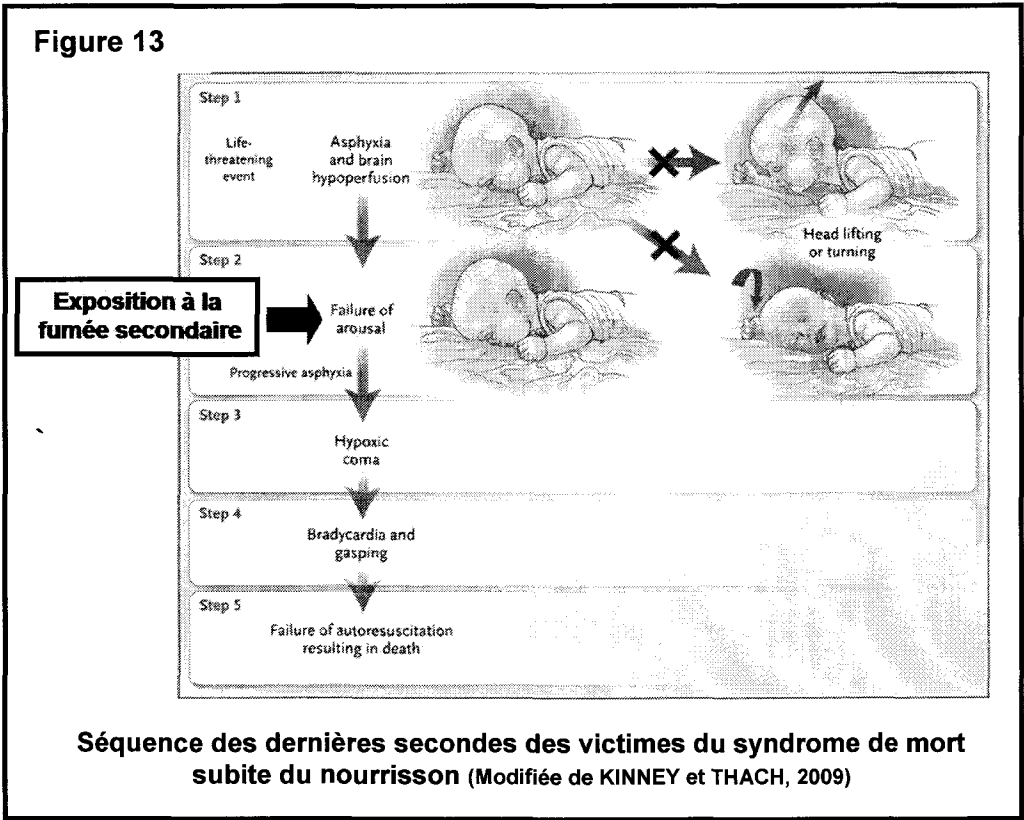 Figure 13
Step 1
Life-
threatening
event
Asphyxia
and brain
hypoperfusion
Head lifting
or turning
Step 2
Exposition à la
fumée secondaire
Failure of
arousal
Progressive asphyxia
Step 3
Hypoxic
coma
Step 4
Bradycardia and
gasping
Step 5
Failure of autoresuscitation
resulting in death
Séquence des dernières secondes des victimes du syndrome de mort
subite du nourrisson (Modifiée de KINNEY et THACH, 2009)